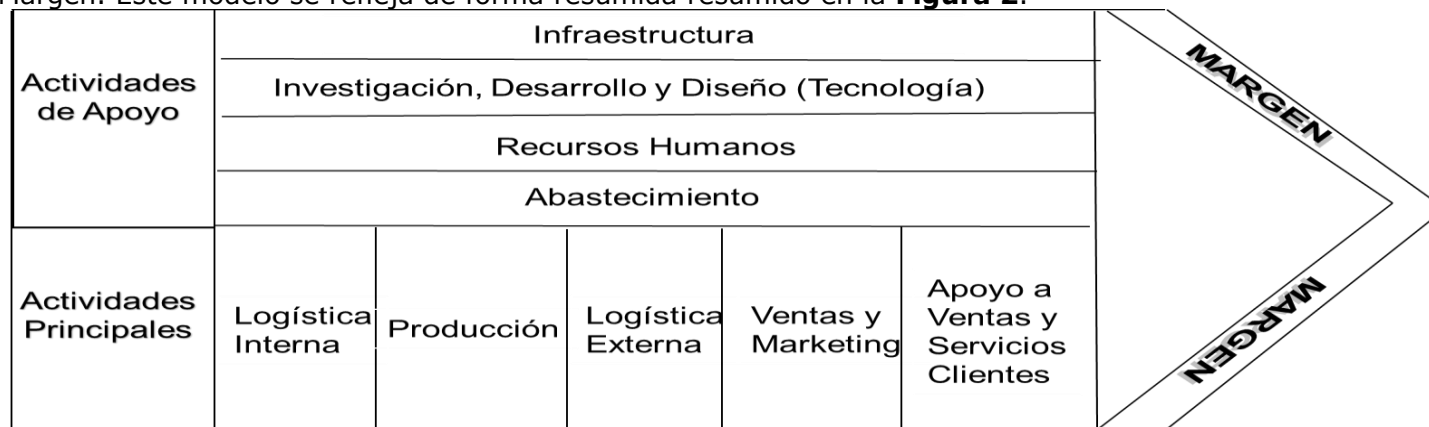 Margen. Este modelo se refleja de forma resumida resumido en la Figura 2.
Infraestructura
Actividades
de Apoyo
Investigación, Desarrollo y Diseño (Tecnología)
Recursos Humanos
Abastecimiento
MARGEN
Actividades
Principales
Logística
Interna
Producción
Logística
Externa
Ventas y
Marketing
Apoyo a
Ventas y
Servicios
Clientes
MARGEN